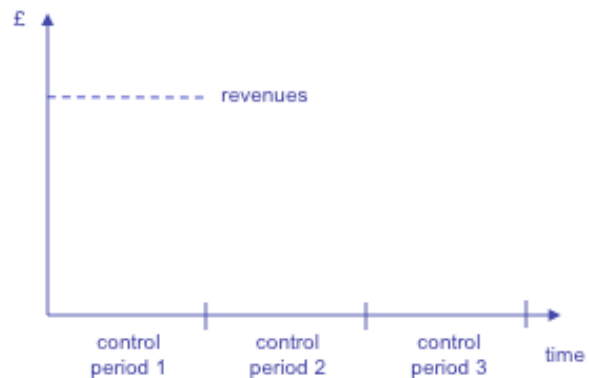 £
revenues
control
period 1
control
period 2
control
period 3
time